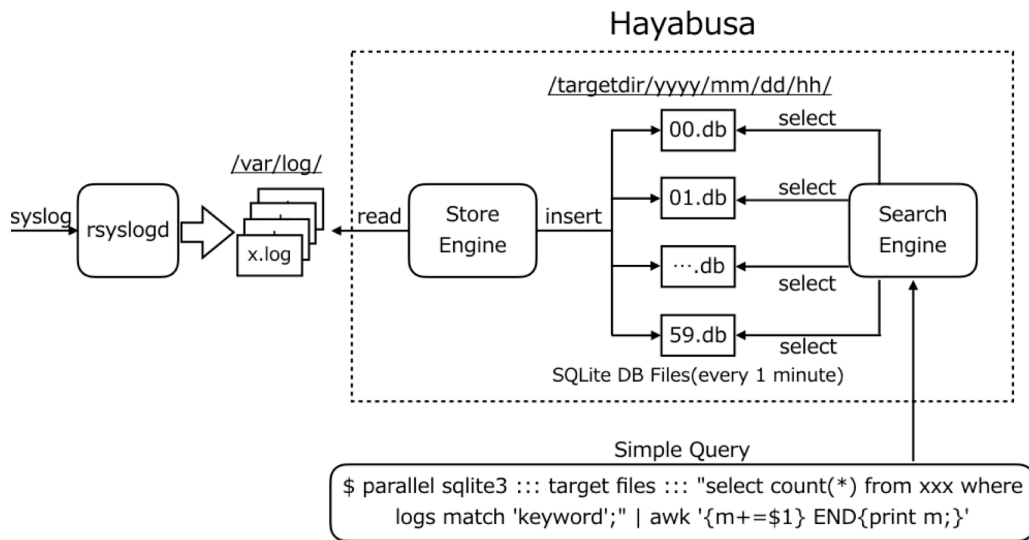 Hayabusa
/targetdir/yyyy/mm/dd/hh/
00.db
select
/var/log/
01.db
select
syslog
rsyslogd
x.log
read
Store
Engine
insert
Search
Engine
….db
select
59.db
select
SQLite DB Files(every 1 minute)
Simple Query
$ parallel sqlite3 ::: target files ::: "select count(*) from xxx where
logs match 'keyword';" | awk '{m+=$1} END{print m;}'